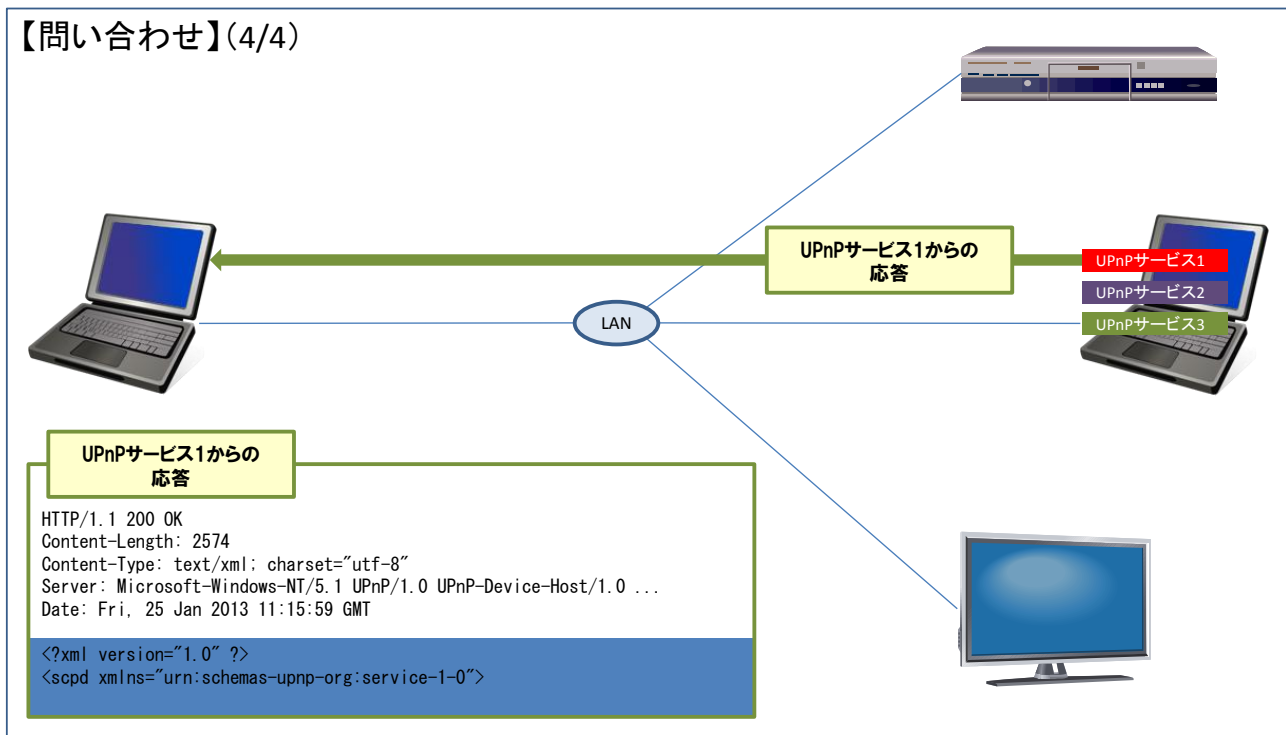 【問い合わせ】(4/4)
UPnPサービス1からの
応答
UPnPサービス1
UPnPサービス2
UPnPサービス3
LAN
UPnPサービス1からの
応答
HTTP/1.1 200 OK
Content-Length: 2574
Content-Type: text/xml; charset="utf-8"
Server: Microsoft-Windows-NT/5.1 UPnP/1.0 UPnP-Device-Host/1.0 ...
Date: Fri, 25 Jan 2013 11:15:59 GMT
<?xml version="1.0" ?>
<scpd xmlns="urn:schemas-upnp-org:service-1-0">